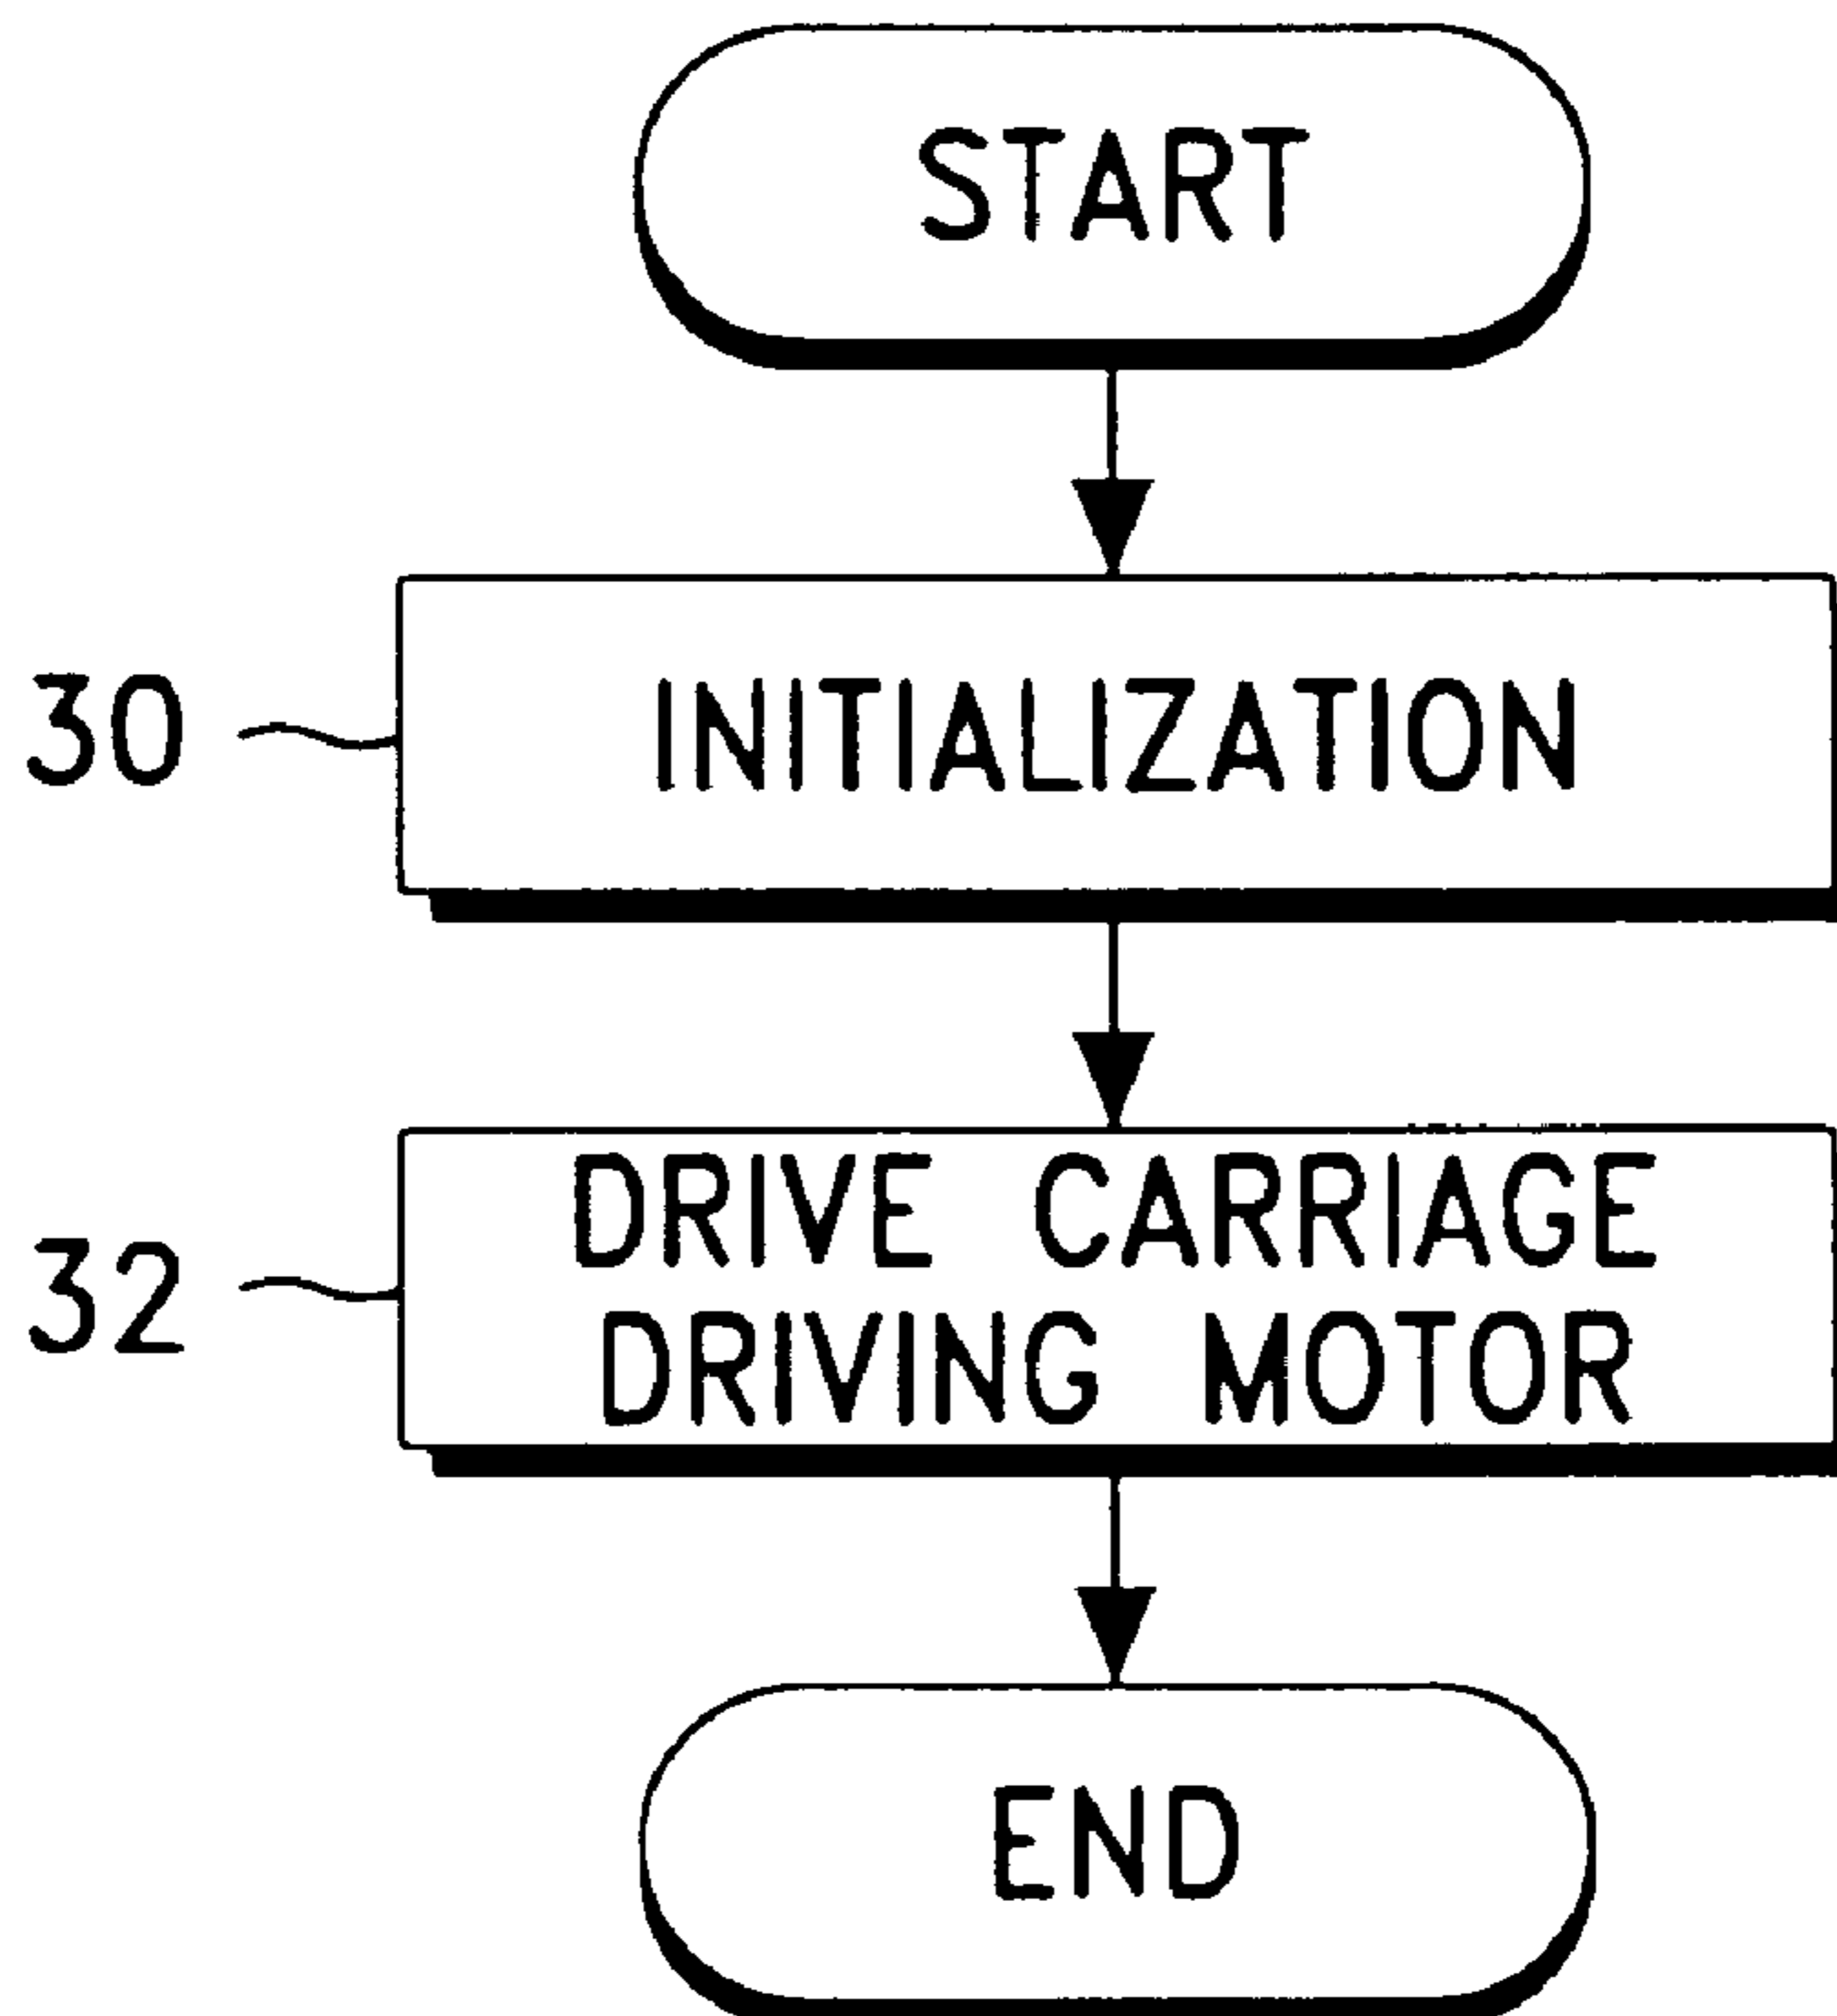 START
30
INITIALIZATION
32
DRIVE CARRIAGE
DRIVING MOTOR
END